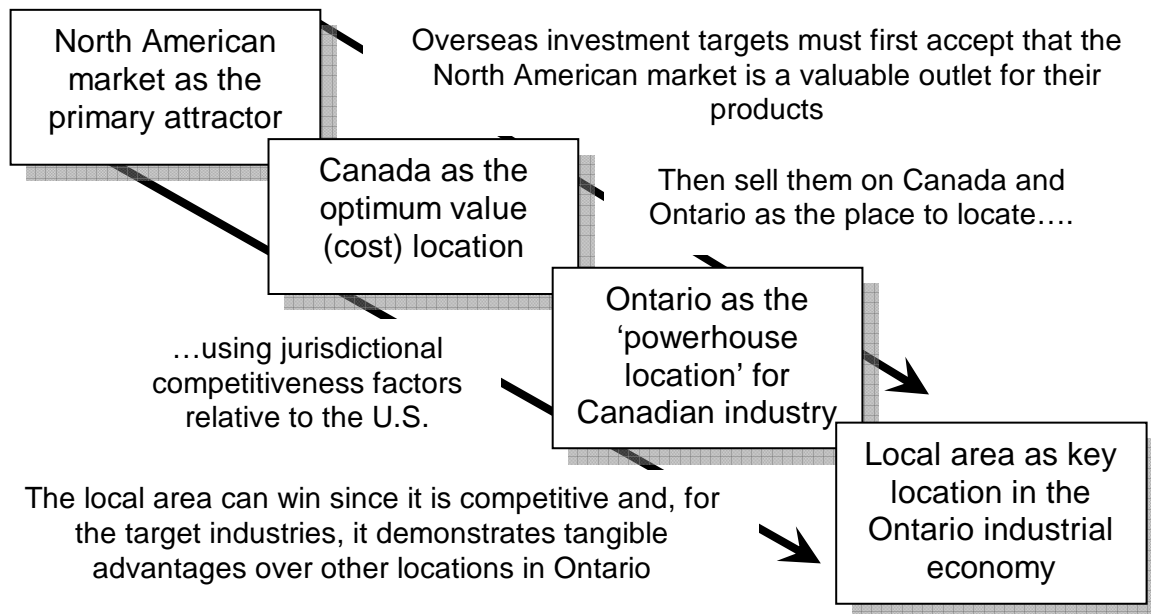 North American
market as the
primary attractor
Overseas investment targets must first accept that the
North American market is a valuable outlet for their
products
Canada as the
optimum value
(cost) location
Then sell them on Canada and
Ontario as the place to locate….
Ontario as the
‘powerhouse
location’ for
Canadian industry
…using jurisdictional
competitiveness factors
relative to the U.S.
Local area as key
location in the
Ontario industrial
economy
The local area can win since it is competitive and, for
the target industries, it demonstrates tangible
advantages over other locations in Ontario